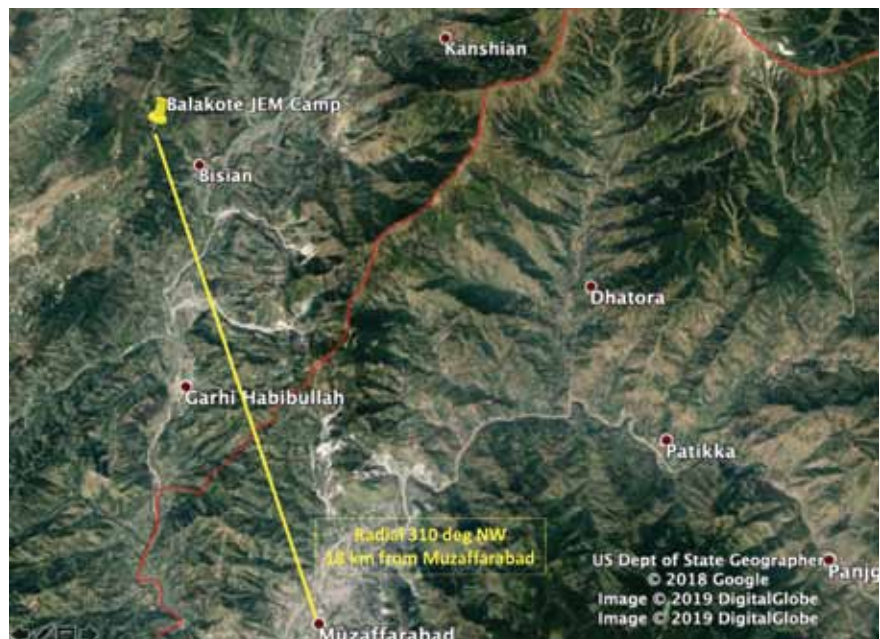 Kanshian
Balakote JEM Camp
Bisian
Dhatora
Garhi Habibullah
Patikka
Radial 310 deg NW
18 km from Muzaffarabad
US Dept of State Geographer
© 2018 Google
Image © 2019 DigitalGlobe
Image © 2019 DigitalGlobe
Panjg
Muzaffarabad